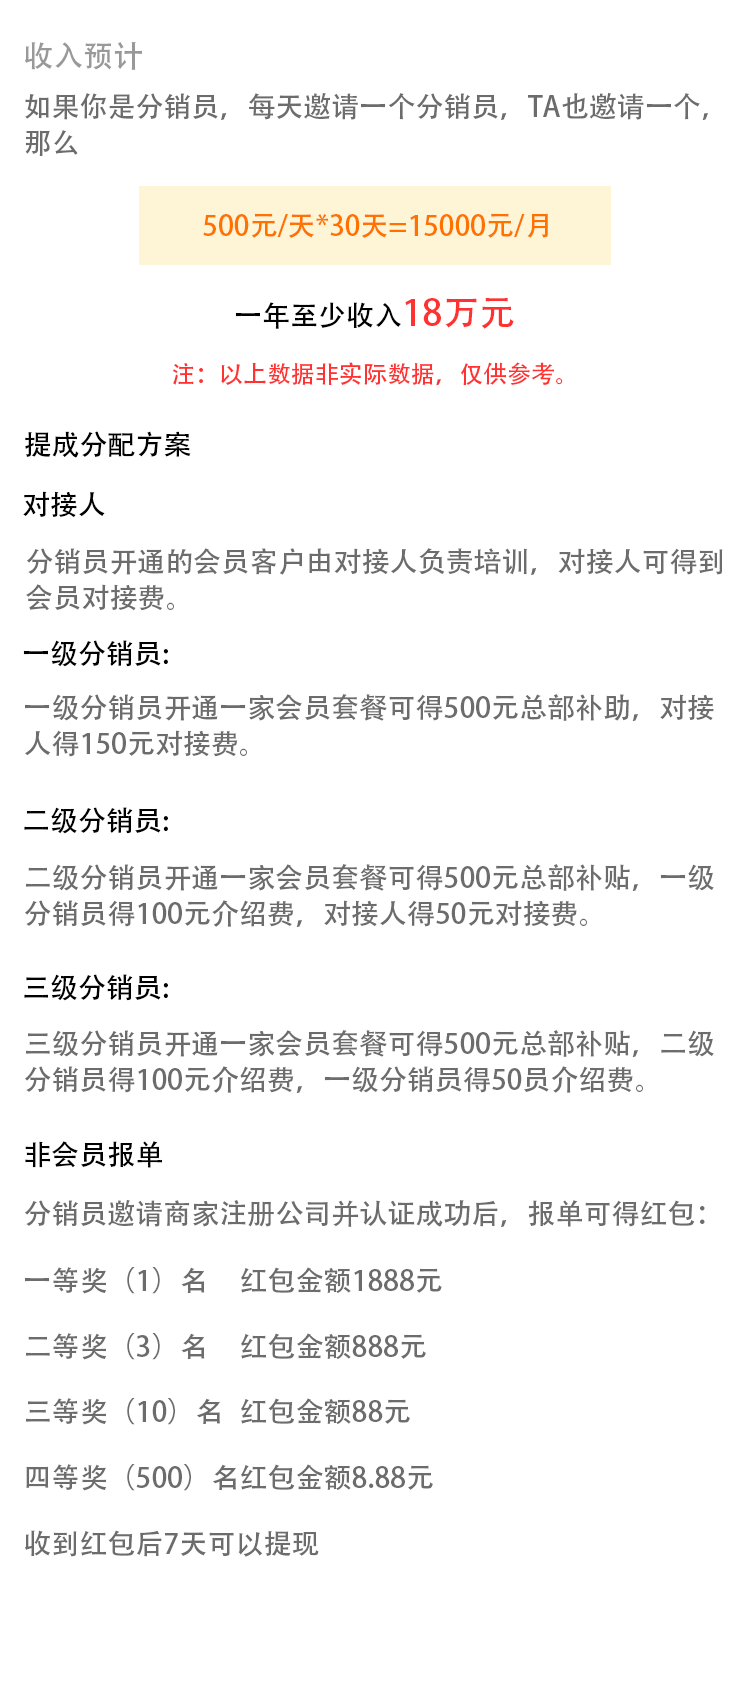 收入预计
如果你是分销员，每天邀请一个分销员，TA也邀请一个，
那么
500元/天*30天=15000元/月
一年至少收入18万元
注：以上数据非实际数据，仅供参考。
提成分配方案
对接人
分销员开通的会员客户由对接人负责培训，对接人可得到
会员对接费。
一级分销员:
一级分销员开通一家会员套餐可得500元总部补助，对接
人得150元对接费。
二级分销员:
二级分销员开通一家会员套餐可得500元总部补贴，一级
分销员得100元介绍费，对接人得50元对接费。
三级分销员:
三级分销员开通一家会员套餐可得500元总部补贴，二级
分销员得100元介绍费，一级分销员得50员介绍费。
非会员报单
分销员邀请商家注册公司并认证成功后，报单可得红包：
一等奖（1）名 红包金额1888元
二等奖（3）名 红包金额888元
三等奖（10）名 红包金额88元
四等奖（500）名红包金额8.88元
收到红包后7天可以提现